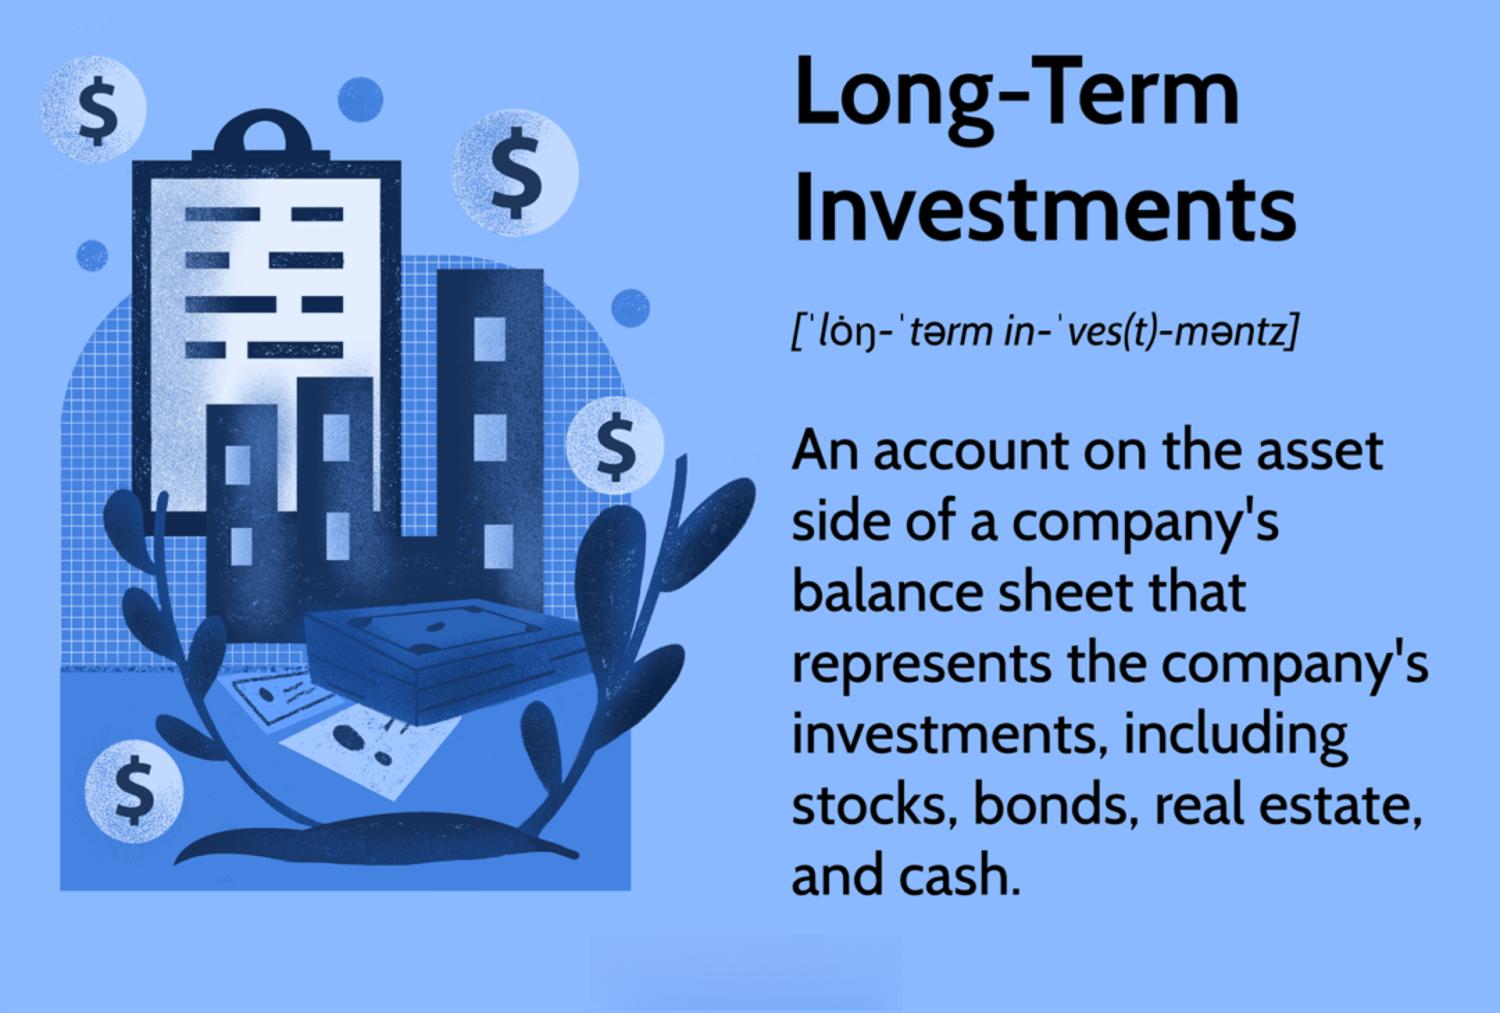 $
$
$
$
Long-Term
Investments
[ˈlȯŋ-ˈtərm in-ˈves(t)-məntz]
An account on the asset
side of a company's
balance sheet that
represents the company's
investments, including
stocks, bonds, real estate,
and cash.